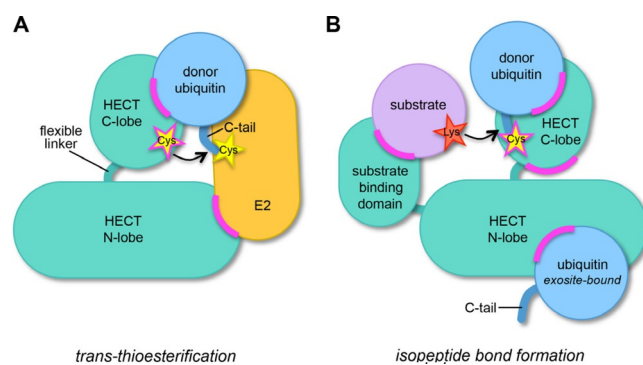 A
B
donor
ubiquitin
HECT
C-lobe
flexible
linker
C-tail
Cys
Cys
E2
HECT
N-lobe
trans-thioesterification
donor
ubiquitin
substrate
Lys
Cys
HECT
C-lobe
substrate
binding
domain
HECT
N-lobe
ubiquitin
exosite-bound
C-tail
isopeptide bond formation